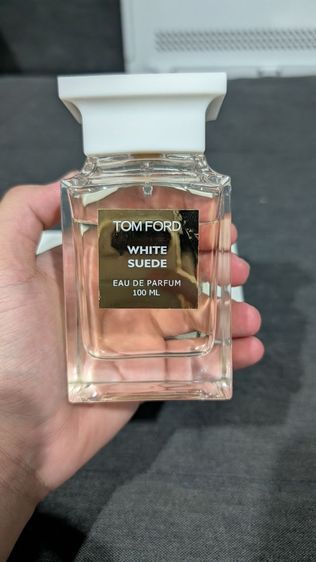 TOM FORD
WHITE
SUEDE
EAU DE PARFUM
100 ML